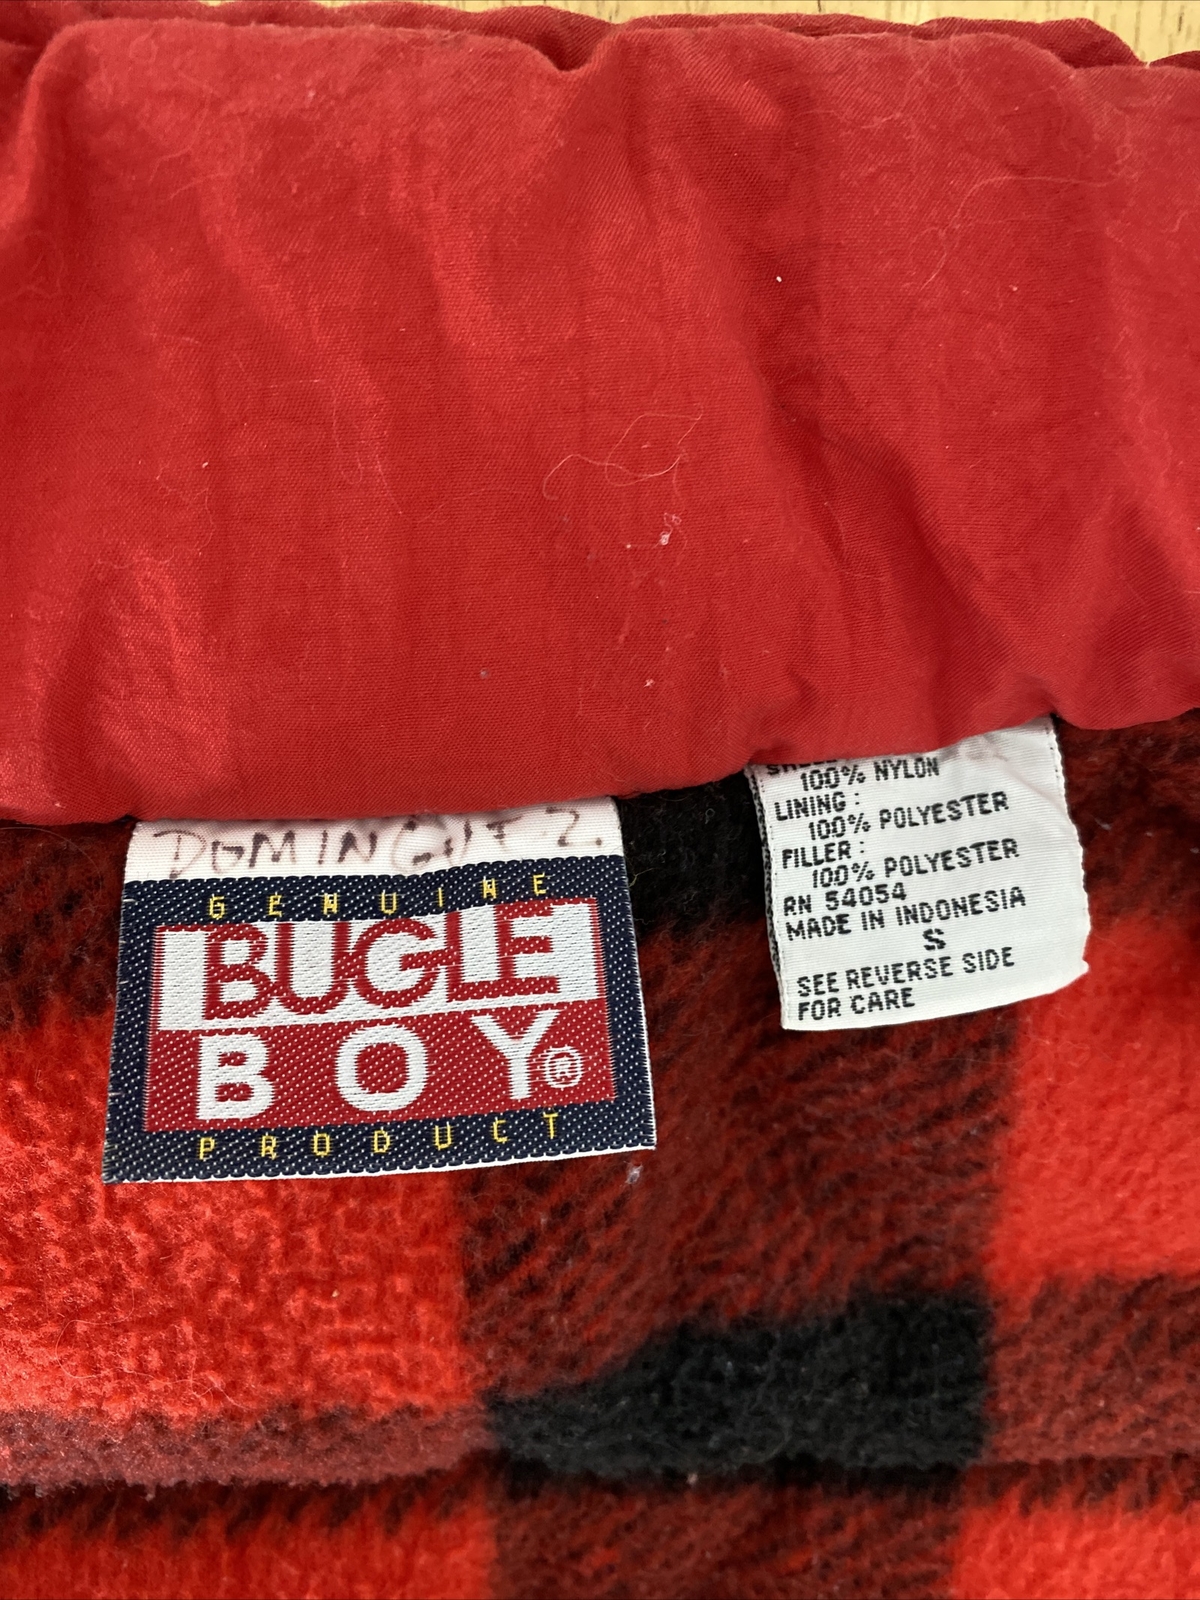 DOMINGUEZ.
GENUINE
BUGLE
BOY®
PRODUCT
100% NYLON
LINING :
100% POLYESTER
FILLER :
100% POLYESTER
RN 54054
MADE IN INDONESIA
S
SEE REVERSE SIDE
FOR CARE